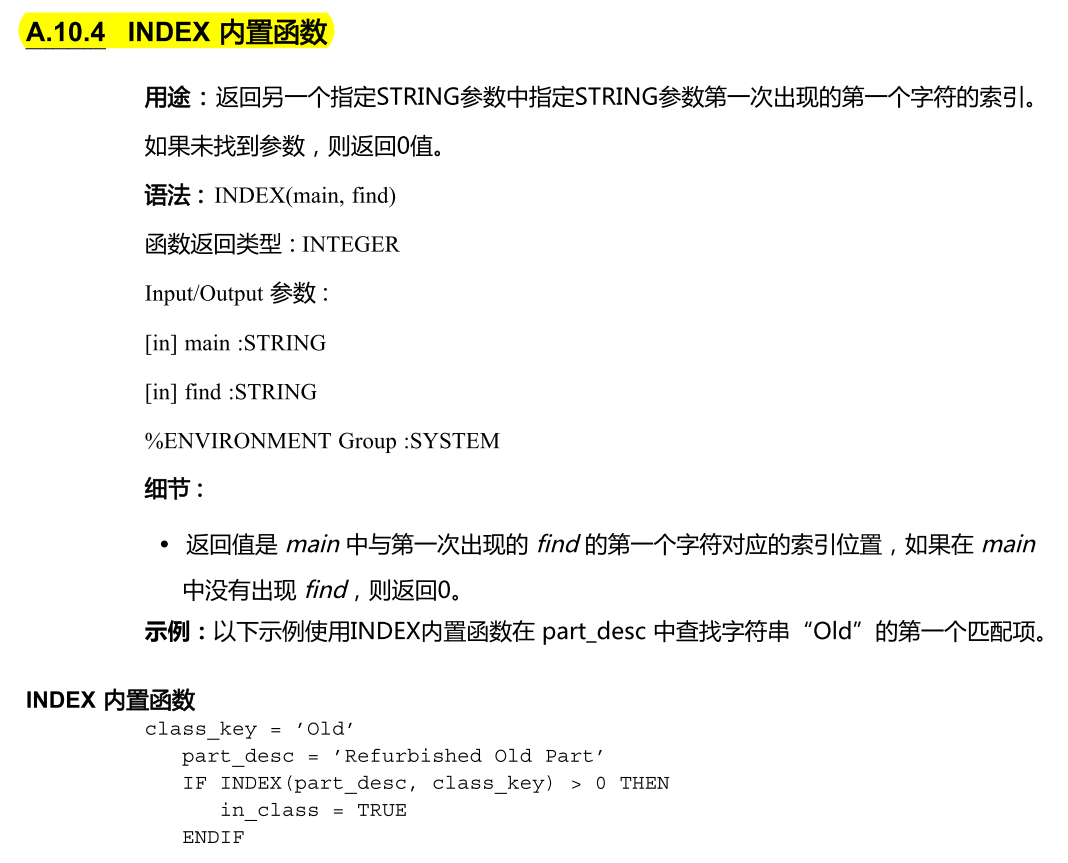 A.10.4 INDEX 内置函数
用途：返回另一个指定STRING参数中指定STRING参数第一次出现的第一个字符的索引。
如果未找到参数，则返回0值。
语法：INDEX(main, find)
函数返回类型：INTEGER
Input/Output 参数：
[in] main :STRING
[in] find :STRING
%ENVIRONMENT Group :SYSTEM
细节：
• 返回值是 main 中与第一次出现的 find 的第一个字符对应的索引位置，如果在 main
中没有出现 find，则返回0。
示例：以下示例使用INDEX内置函数在 part_desc 中查找字符串“Old”的第一个匹配项。
INDEX 内置函数
class_key = ’Old’
part_desc = ’Refurbished Old Part’
IF INDEX(part_desc, class_key) > 0 THEN
in_class = TRUE
ENDIF